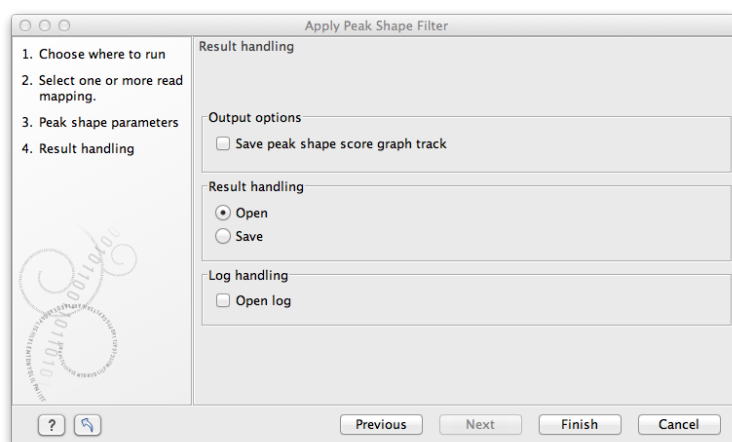 Apply Peak Shape Filter
1. Choose where to run
2. Select one or more read
mapping.
3. Peak shape parameters
4. Result handling
Result handling
Output options
Save peak shape score graph track
Result handling
Open
Save
Log handling
Open log
?
Previous
Next
Finish
Cancel